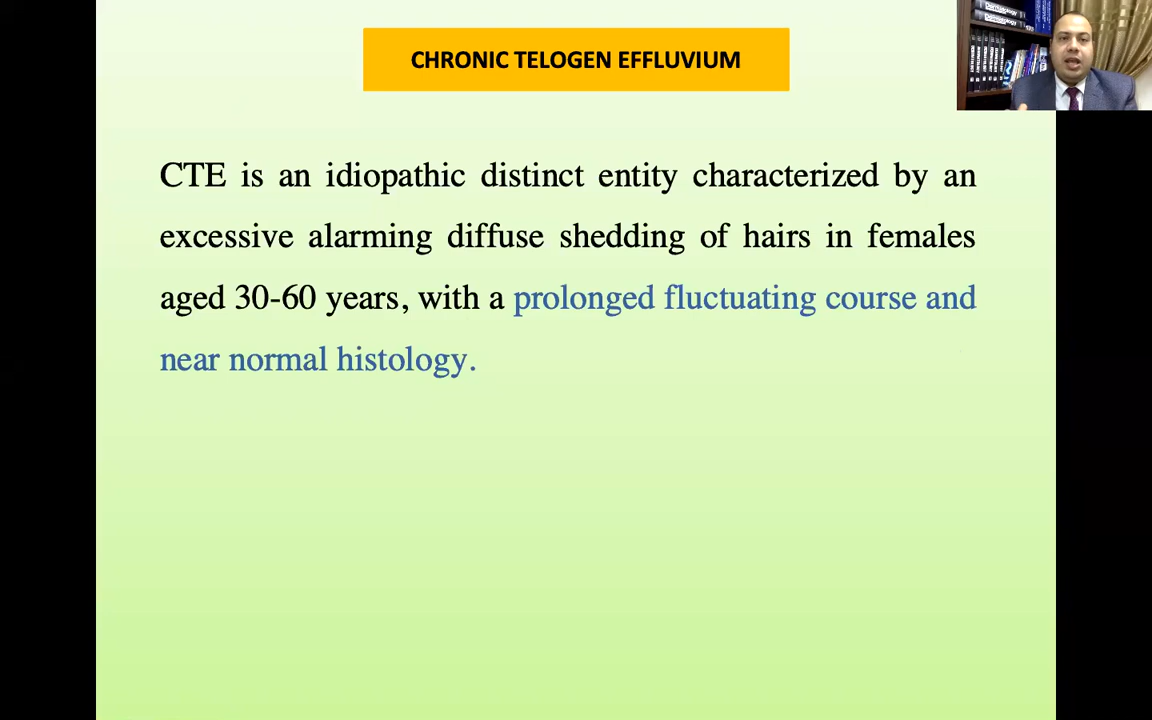 CHRONIC TELOGEN EFFLUVIUM
CTE is an idiopathic distinct entity characterized by an
excessive alarming diffuse shedding of hairs in females
aged 30-60 years, with a prolonged fluctuating course and
near normal histology.